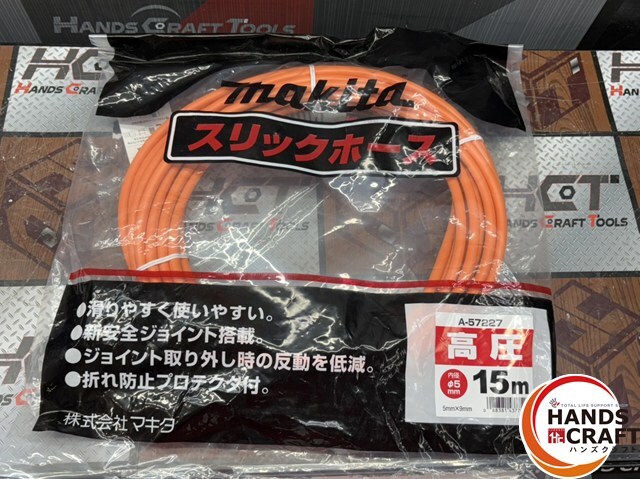 HANDS CRAFT TOOLS
HCT
HANDS CRAFT TOOLS
HCT
HANDS CRAFT TOOLS
makita
スリックホース
●滑りやすく使いやすい。
●新安全ジョイント搭載。
●ジョイント取り外し時の反動を低減。
●折れ防止プロテクタ付。
株式会社マキタ
A-57227
高圧
内径
φ5
mm
15m
5mm×9mm
TOTAL LIFE SUPPORT SHOP
HANDS
CRAFT
ハンズクラフト